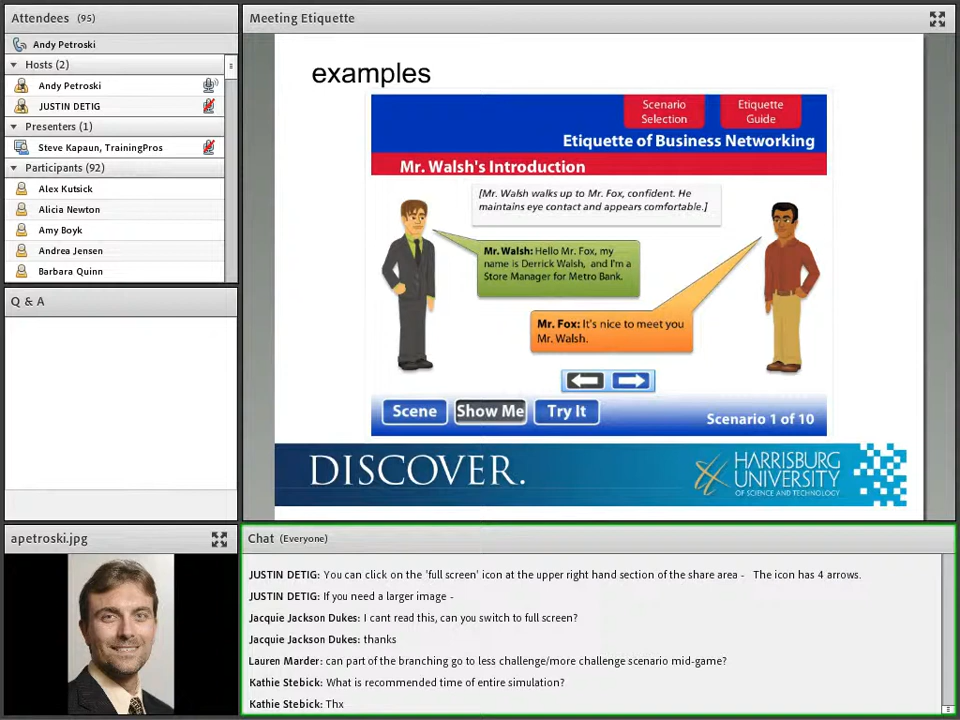 Attendees (95)
Andy Petroski
Hosts (2)
Andy Petroski
JUSTIN DETIG
Presenters (1)
Steve Kapaun, TrainingPros
Participants (92)
Alex Kutsick
Alicia Newton
Amy Boyk
Andrea Jensen
Barbara Quinn
Q & A
apetroski.jpg
Meeting Etiquette
examples
Scenario
Selection
Etiquette
Guide
Etiquette of Business Networking
Mr. Walsh's Introduction
[Mr. Walsh walks up to Mr. Fox, confident. He
maintains eye contact and appears comfortable.]
Mr. Walsh: Hello Mr. Fox, my
name is Derrick Walsh, and I'm a
Store Manager for Metro Bank.
Mr. Fox: It's nice to meet you
Mr. Walsh.
Scene
Show Me
Try It
Scenario 1 of 10
DISCOVER.
HARRISBURG
UNIVERSITY
OF SCIENCE AND TECHNOLOGY
Chat (Everyone)
JUSTIN DETIG: You can click on the 'full screen' icon at the upper right hand section of the share area - The icon has 4 arrows.
JUSTIN DETIG: If you need a larger image -
Jacquie Jackson Dukes: I cant read this, can you switch to full screen?
Jacquie Jackson Dukes: thanks
Lauren Marder: can part of the branching go to less challenge/more challenge scenario mid-game?
Kathie Stebick: What is recommended time of entire simulation?
Kathie Stebick: Thx